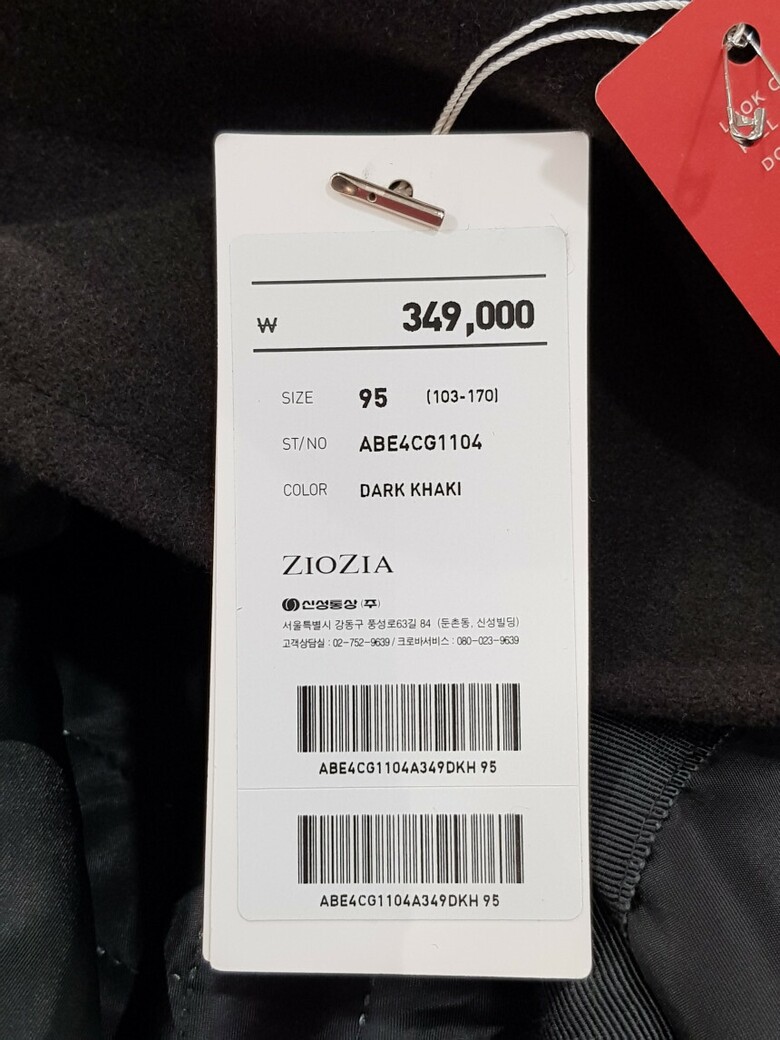 ₩ 349,000
SIZE 95 (103-170)
ST/NO ABE4CG1104
COLOR DARK KHAKI
ZIOZIA
신성통상(주)
서울특별시 강동구 풍성로63길 84 (둔촌동, 신성빌딩)
고객상담실 : 02-752-9639 / 크로바서비스 : 080-023-9639
ABE4CG1104A349DKH 95
ABE4CG1104A349DKH 95